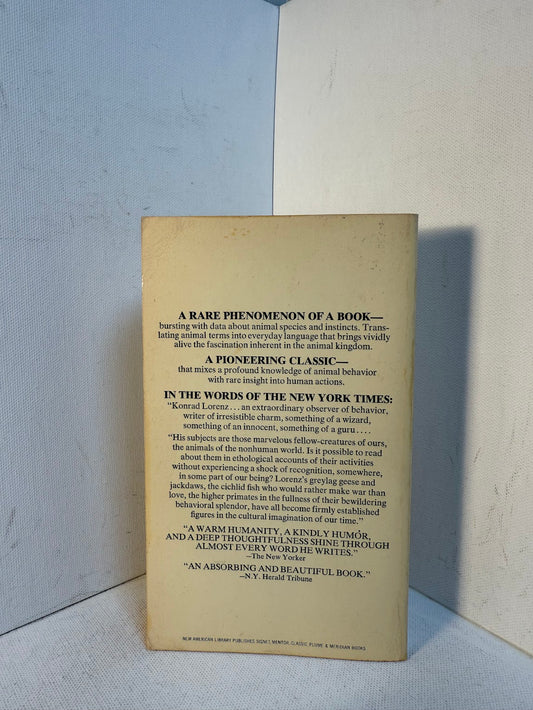 A RARE PHENOMENON OF A BOOK—
bursting with data about animal species and instincts. Trans-
lating animal terms into everyday language that brings vividly
alive the fascination inherent in the animal kingdom.
A PIONEERING CLASSIC—
that mixes a profound knowledge of animal behavior
with rare insight into human actions.
IN THE WORDS OF THE NEW YORK TIMES:
"Konrad Lorenz . . . an extraordinary observer of behavior,
writer of irresistible charm, something of a wizard,
something of an innocent, something of a guru . . . .
"His subjects are those marvelous fellow-creatures of ours,
the animals of the nonhuman world. Is it possible to read
about them in ethological accounts of their activities
without experiencing a shock of recognition, somewhere,
in some part of our being? Lorenz's greylag geese and
jackdaws, the cichlid fish who would rather make war than
love, the higher primates in the fullness of their bewildering
behavioral splendor, have all become firmly established
figures in the cultural imagination of our time."
"A WARM HUMANITY, A KINDLY HUMOR,
AND A DEEP THOUGHTFULNESS SHINE THROUGH
ALMOST EVERY WORD HE WRITES."
—The New Yorker
"AN ABSORBING AND BEAUTIFUL BOOK."
—N.Y. Herald Tribune
NEW AMERICAN LIBRARY PUBLISHES SIGNET, MENTOR, CLASSIC, PLUME & MERIDIAN BOOKS